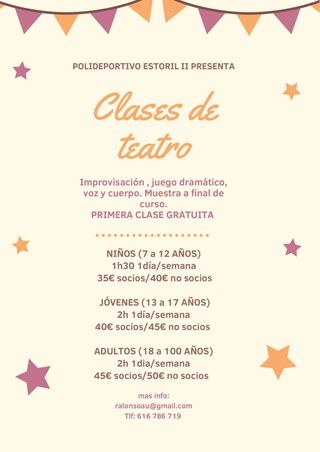 POLIDEPORTIVO ESTORIL II PRESENTA
Clases de
teatro
Improvisación , juego dramático,
voz y cuerpo. Muestra a final de
curso.
PRIMERA CLASE GRATUITA
NIÑOS (7 a 12 AÑOS)
1h30 1día/semana
35€ socios/40€ no socios
JÓVENES (13 a 17 AÑOS)
2h 1día/semana
40€ socios/45€ no socios
ADULTOS (18 a 100 AÑOS)
2h 1dia/semana
45€ socios/50€ no socios
mas info:
ralonsoau@gmail.com
Tlf: 616 786 719